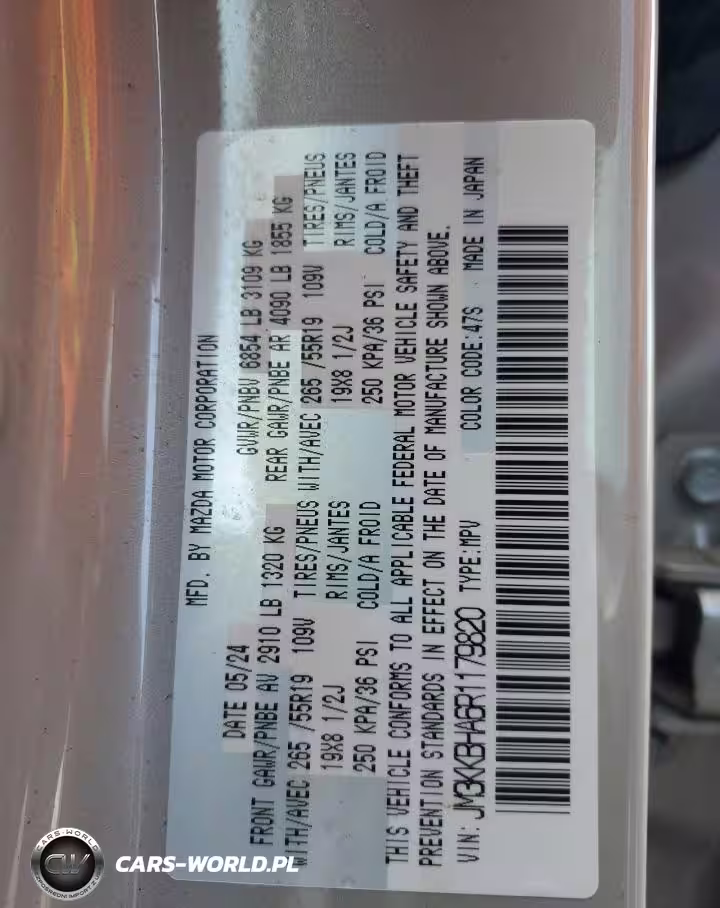 MFD. BY MAZDA MOTOR CORPORATION
DATE 05/24 GVWR/PNBV 6854 LB 3109 KG
FRONT GAWR/PNBE AV 2910 LB 1320 KG REAR GAWR/PNBE AR 4090 LB 1855 KG
WITH/AVEC 265 /55R19 109V TIRES/PNEUS WITH/AVEC 265 /55R19 109V TIRES/PNEUS
19X8 1/2J RIMS/JANTES 19X8 1/2J RIMS/JANTES
250 KPA/36 PSI COLD/A FROID 250 KPA/36 PSI COLD/A FROID
THIS VEHICLE CONFORMS TO ALL APPLICABLE FEDERAL MOTOR VEHICLE SAFETY AND THEFT
PREVENTION STANDARDS IN EFFECT ON THE DATE OF MANUFACTURE SHOWN ABOVE.
VIN: JM3KKBHA6R1179820 TYPE:MPV COLOR CODE:47S MADE IN JAPAN
CARS-WORLD
CW
CARS-WORLD.PL